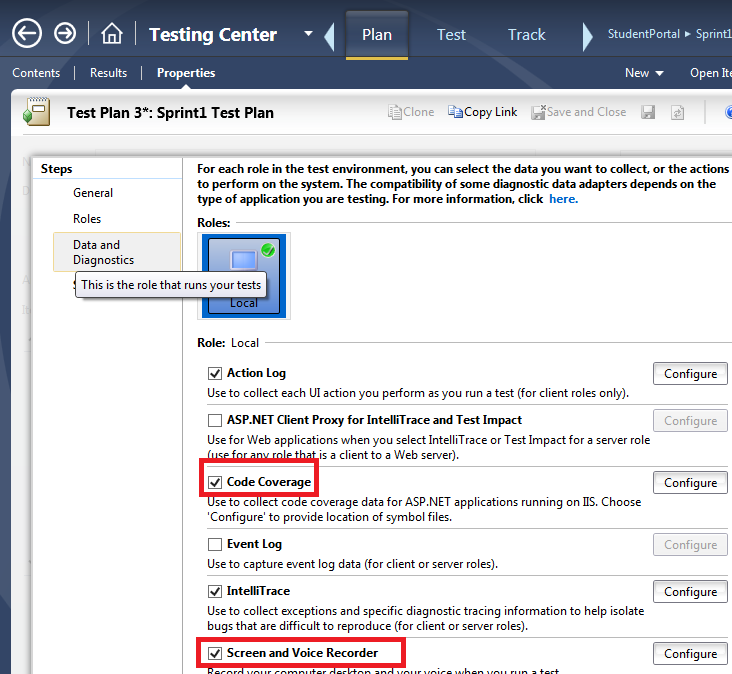 Testing Center
Plan
Test
Track
StudentPortal ▸ Sprint1
Contents
Results
Properties
New
Open Ite
Test Plan 3*: Sprint1 Test Plan
Clone
Copy Link
Save and Close
Steps
General
Roles
Data and
Diagnostics
This is the role that runs your tests
For each role in the test environment, you can select the data you want to collect, or the actions
to perform on the system. The compatibility of some diagnostic data adapters depends on the
type of application you are testing. For more information, click here.
Roles:
Local
Role: Local
Action Log
Configure
Use to collect each UI action you perform as you run a test (for client roles only).
ASP.NET Client Proxy for IntelliTrace and Test Impact
Configure
Use for Web applications when you select IntelliTrace or Test Impact for a server role
(use for any role that is a client to a Web server).
Code Coverage
Configure
Use to collect code coverage data for ASP.NET applications running on IIS. Choose
'Configure' to provide location of symbol files.
Event Log
Configure
Use to capture event log data (for client or server roles).
IntelliTrace
Configure
Use to collect exceptions and specific diagnostic tracing information to help isolate
bugs that are difficult to reproduce (for client or server roles).
Screen and Voice Recorder
Configure
Record your computer desktop and your voice when you run a test.